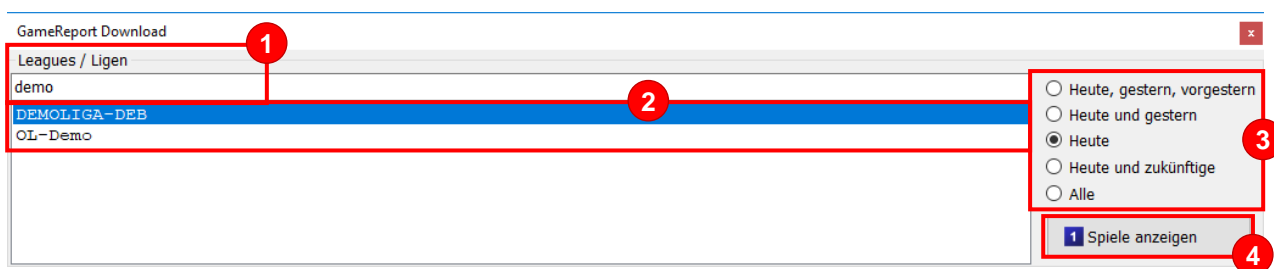 GameReport Download
x
1
Leagues / Ligen
demo
2
DEMOLIGA-DEB
OL-Demo
Heute, gestern, vorgestern
Heute und gestern
Heute
3
Heute und zukünftige
Alle
1 Spiele anzeigen
4